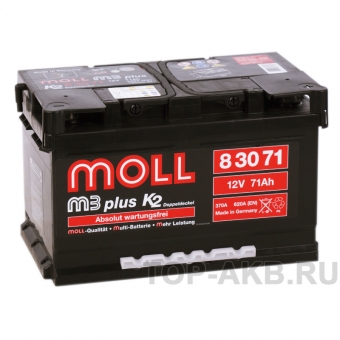 MOLL
m3 plus K2
Doppeldeckel
Absolut wartungsfrei
MOLL-Qualität + Multi-Batterie + Mehr Leistung
8 30 71
12V 71Ah
370A 620A (EN)
Made in Germany
TOP-AKB.RU